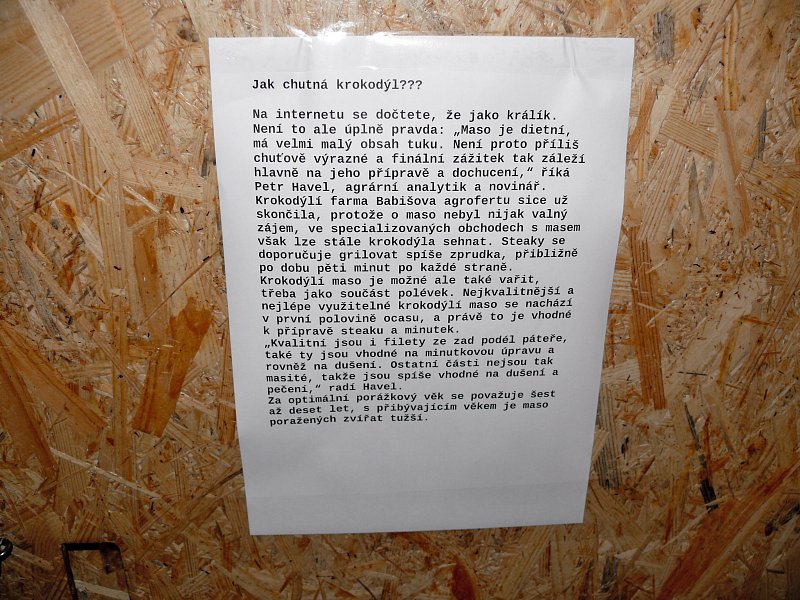 Jak chutná krokodýl???
Na internetu se dočtete, že jako králík.
Není to ale úplně pravda: „Maso je dietní,
má velmi malý obsah tuku. Není proto příliš
chuťově výrazné a finální zážitek tak záleží
hlavně na jeho přípravě a dochucení,“ říká
Petr Havel, agrární analytik a novinář.
Krokodýlí farma Babišova agrofertu sice už
skončila, protože o maso nebyl nijak valný
zájem, ve specializovaných obchodech s masem
však lze stále krokodýla sehnat. Steaky se
doporučuje grilovat spíše zprudka, přibližně
po dobu pěti minut po každé straně.
Krokodýlí maso je možné ale také vařit,
třeba jako součást polévek. Nejkvalitnější a
nejlépe využitelné krokodýlí maso se nachází
v první polovině ocasu, a právě to je vhodné
k přípravě steaku a minutek.
„Kvalitní jsou i filety ze zad podél páteře,
také ty jsou vhodné na minutkovou úpravu a
rovněž na dušení. Ostatní části nejsou tak
masité, takže jsou spíše vhodné na dušení a
pečení,“ radí Havel.
Za optimální porážkový věk se považuje šest
až deset let, s přibývajícím věkem je maso
poražených zvířat tužší.